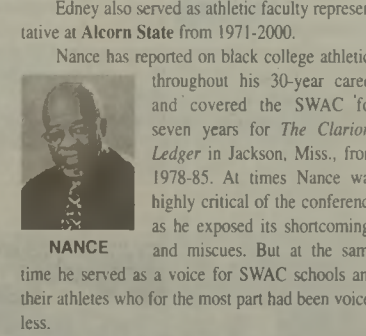 Edney also served as athletic faculty represen
tative at Alcorn State from 1971-2000.
Nance has reported on black college athletic
throughout his 30-year caree
and covered the SWAC fo
seven years for The Clarion
Ledger in Jackson, Miss., from
1978-85. At times Nance wa
highly critical of the conferenc
as he exposed its shortcoming
and miscues. But at the sam
NANCE
time he served as a voice for SWAC schools an
their athletes who for the most part had been voice
less.